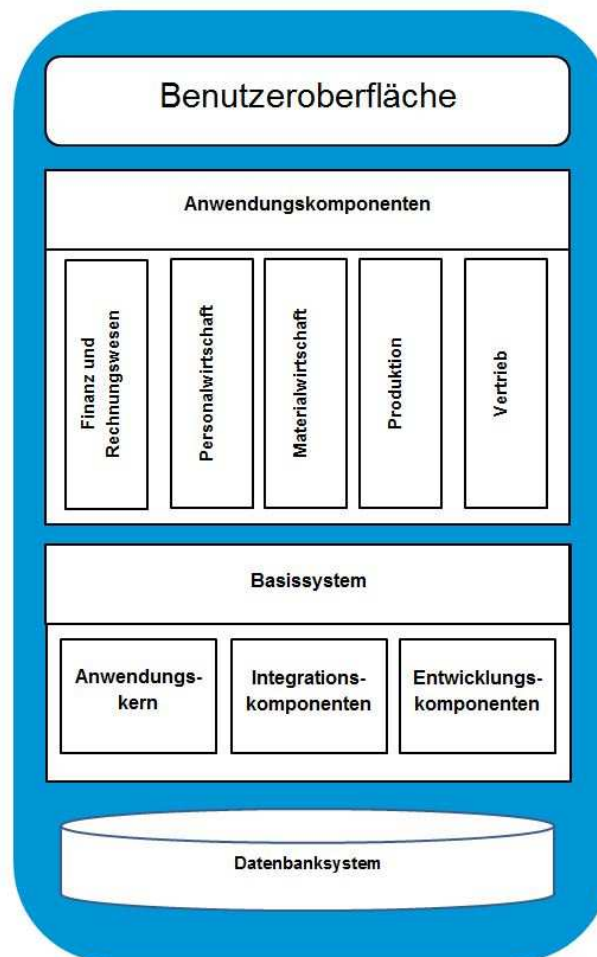 Benutzeroberfläche
Anwendungskomponenten
Finanz und
Rechnungswesen
Personalwirtschaft
Materialwirtschaft
Produktion
Vertrieb
Basissystem
Anwendungs-
kern
Integrations-
komponenten
Entwicklungs-
komponenten
Datenbanksystem